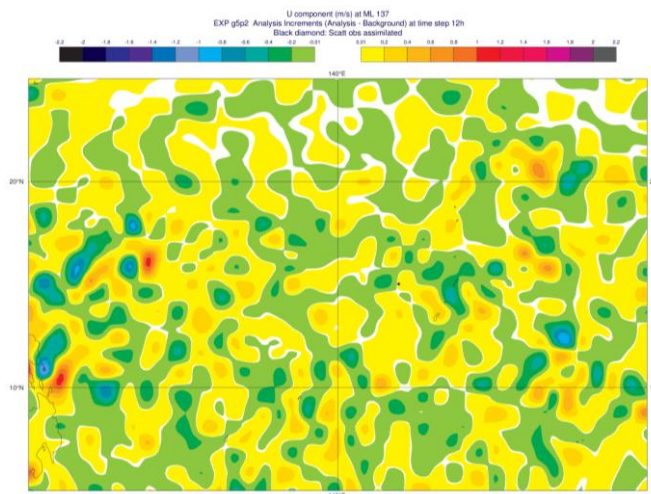 U component (m/s) at ML 137
EXP g5p2 Analysis Increments (Analysis - Background) at time step 12h
Black diamond: Scatt obs assimilated
-2.2 -2 -1.8 -1.6 -1.4 -1.2 -1 -0.8 -0.6 -0.4 -0.2 -0.01 0.01 0.2 0.4 0.6 0.8 1 1.2 1.4 1.6 1.8 2 2.2
140°E
20°N
10°N